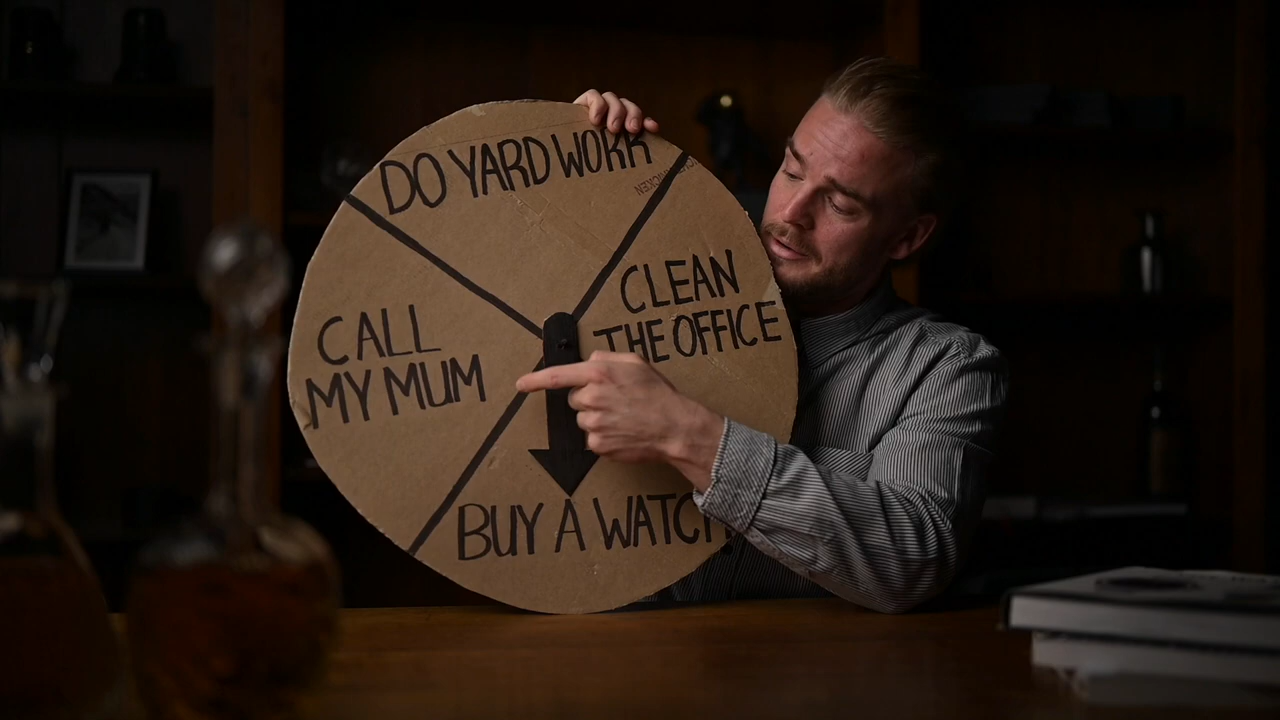 DO YARD WORK
CLEAN
THE OFFICE
CALL
MY MUM
BUY A WATCH